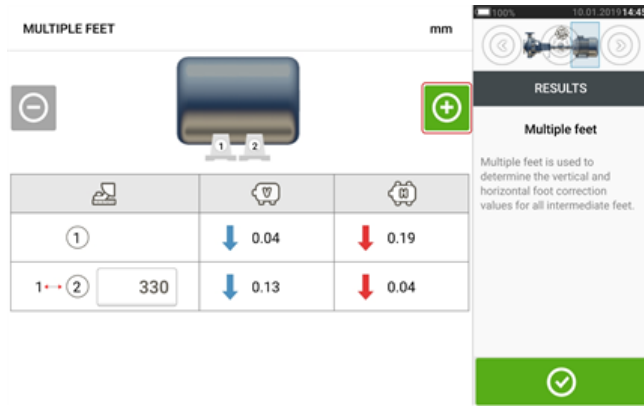 MULTIPLE FEET
mm
100%
10.01.2019 14:45
1
2
RESULTS
Multiple feet
Multiple feet is used to
determine the vertical and
horizontal foot correction
values for all intermediate feet.
V
H
1
0.04
0.19
1 2
330
0.13
0.04